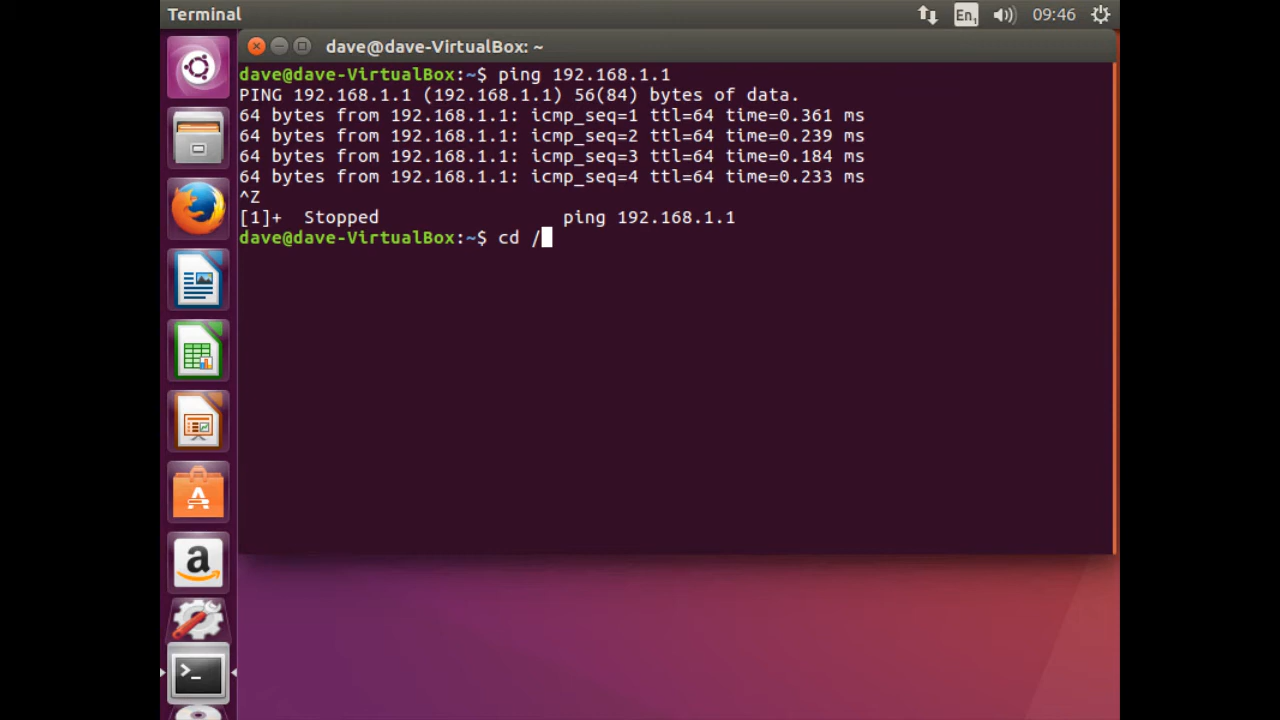 Terminal
En1
09:46
dave@dave-VirtualBox: ~
dave@dave-VirtualBox:~$ ping 192.168.1.1
PING 192.168.1.1 (192.168.1.1) 56(84) bytes of data.
64 bytes from 192.168.1.1: icmp_seq=1 ttl=64 time=0.361 ms
64 bytes from 192.168.1.1: icmp_seq=2 ttl=64 time=0.239 ms
64 bytes from 192.168.1.1: icmp_seq=3 ttl=64 time=0.184 ms
64 bytes from 192.168.1.1: icmp_seq=4 ttl=64 time=0.233 ms
^Z
[1]+  Stopped                 ping 192.168.1.1
dave@dave-VirtualBox:~$ cd /